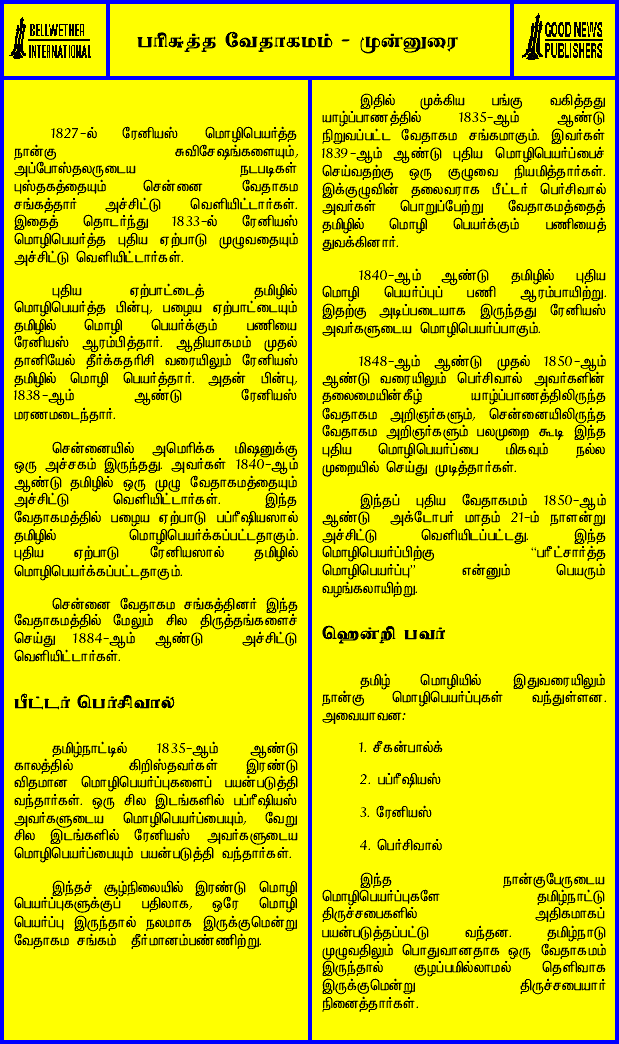 BELLWETHER
INTERNATIONAL
பரிசுத்த வேதாகமம் - முன்னுரை
GOOD NEWS
PUBLISHERS
1827-ல் ரேனியஸ் மொழிபெயர்த்த
நான்கு சுவிசேஷங்களையும்,
அப்போஸ்தலருடைய நடபடிகள்
புஸ்தகத்தையும் சென்னை வேதாகம
சங்கத்தார் அச்சிட்டு வெளியிட்டார்கள்.
இதைத் தொடர்ந்து 1833-ல் ரேனியஸ்
மொழிபெயர்த்த புதிய ஏற்பாடு முழுவதையும்
அச்சிட்டு வெளியிட்டார்கள்.
புதிய ஏற்பாட்டைத் தமிழில்
மொழிபெயர்த்த பின்பு, பழைய ஏற்பாட்டையும்
தமிழில் மொழி பெயர்க்கும் பணியை
ரேனியஸ் ஆரம்பித்தார். ஆதியாகமம் முதல்
தானியேல் தீர்க்கதரிசி வரையிலும் ரேனியஸ்
தமிழில் மொழி பெயர்த்தார். அதன் பின்பு,
1838-ஆம் ஆண்டு ரேனியஸ்
மரணமடைந்தார்.
சென்னையில் அமெரிக்க மிஷனுக்கு
ஒரு அச்சகம் இருந்தது. அவர்கள் 1840-ஆம்
ஆண்டு தமிழில் ஒரு முழு வேதாகமத்தையும்
அச்சிட்டு வெளியிட்டார்கள். இந்த
வேதாகமத்தில் பழைய ஏற்பாடு பப்ரீஷியஸால்
தமிழில் மொழிபெயர்க்கப்பட்டதாகும்.
புதிய ஏற்பாடு ரேனியஸால் தமிழில்
மொழிபெயர்க்கப்பட்டதாகும்.
சென்னை வேதாகம சங்கத்தினர் இந்த
வேதாகமத்தில் மேலும் சில திருத்தங்களைச்
செய்து 1884-ஆம் ஆண்டு அச்சிட்டு
வெளியிட்டார்கள்.
பீட்டர் பெர்சிவால்
தமிழ்நாட்டில் 1835-ஆம் ஆண்டு
காலத்தில் கிறிஸ்தவர்கள் இரண்டு
விதமான மொழிபெயர்ப்புகளைப் பயன்படுத்தி
வந்தார்கள். ஒரு சில இடங்களில் பப்ரீஷியஸ்
அவர்களுடைய மொழிபெயர்ப்பையும், வேறு
சில இடங்களில் ரேனியஸ் அவர்களுடைய
மொழிபெயர்ப்பையும் பயன்படுத்தி வந்தார்கள்.
இந்தச் சூழ்நிலையில் இரண்டு மொழி
பெயர்ப்புகளுக்குப் பதிலாக, ஒரே மொழி
பெயர்ப்பு இருந்தால் நலமாக இருக்குமென்று
வேதாகம சங்கம் தீர்மானம்பண்ணிற்று.
இதில் முக்கிய பங்கு வகித்தது
யாழ்ப்பாணத்தில் 1835-ஆம் ஆண்டு
நிறுவப்பட்ட வேதாகம சங்கமாகும். இவர்கள்
1839-ஆம் ஆண்டு புதிய மொழிபெயர்ப்பைச்
செய்வதற்கு ஒரு குழுவை நியமித்தார்கள்.
இக்குழுவின் தலைவராக பீட்டர் பெர்சிவால்
அவர்கள் பொறுப்பேற்று வேதாகமத்தைத்
தமிழில் மொழி பெயர்க்கும் பணியைத்
துவக்கினார்.
1840-ஆம் ஆண்டு தமிழில் புதிய
மொழி பெயர்ப்புப் பணி ஆரம்பாயிற்று.
இதற்கு அடிப்படையாக இருந்தது ரேனியஸ்
அவர்களுடைய மொழிபெயர்ப்பாகும்.
1848-ஆம் ஆண்டு முதல் 1850-ஆம்
ஆண்டு வரையிலும் பெர்சிவால் அவர்களின்
தலைமையின்கீழ் யாழ்ப்பாணத்திலிருந்த
வேதாகம அறிஞர்களும், சென்னையிலிருந்த
வேதாகம அறிஞர்களும் பலமுறை கூடி இந்த
புதிய மொழிபெயர்ப்பை மிகவும் நல்ல
முறையில் செய்து முடித்தார்கள்.
இந்தப் புதிய வேதாகமம் 1850-ஆம்
ஆண்டு அக்டோபர் மாதம் 21-ம் நாளன்று
அச்சிட்டு வெளியிடப்பட்டது. இந்த
மொழிபெயர்ப்பிற்கு "பரீட்சார்த்த
மொழிபெயர்ப்பு" என்னும் பெயரும்
வழங்கலாயிற்று.
ஹென்றி பவர்
தமிழ் மொழியில் இதுவரையிலும்
நான்கு மொழிபெயர்ப்புகள் வந்துள்ளன.
அவையாவன:
1. சீகன்பால்க்
2. பப்ரீஷியஸ்
3. ரேனியஸ்
4. பெர்சிவால்
இந்த நான்குபேருடைய
மொழிபெயர்ப்புகளே தமிழ்நாட்டு
திருச்சபைகளில் அதிகமாகப்
பயன்படுத்தப்பட்டு வந்தன. தமிழ்நாடு
முழுவதிலும் பொதுவானதாக ஒரு வேதாகமம்
இருந்தால் குழப்பமில்லாமல் தெளிவாக
இருக்குமென்று திருச்சபையார்
நினைத்தார்கள்.